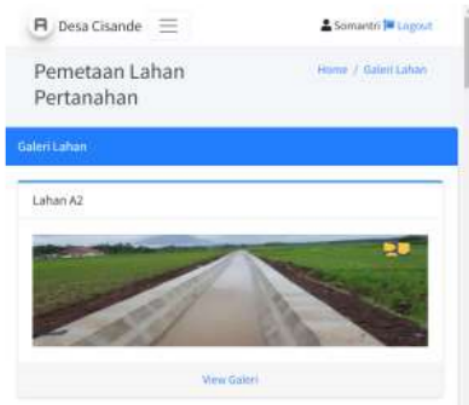 Desa Cisande
Somantri Logout
Pemetaan Lahan
Pertanahan
Home / Galeri Lahan
Galeri Lahan
Lahan A2
View Galeri